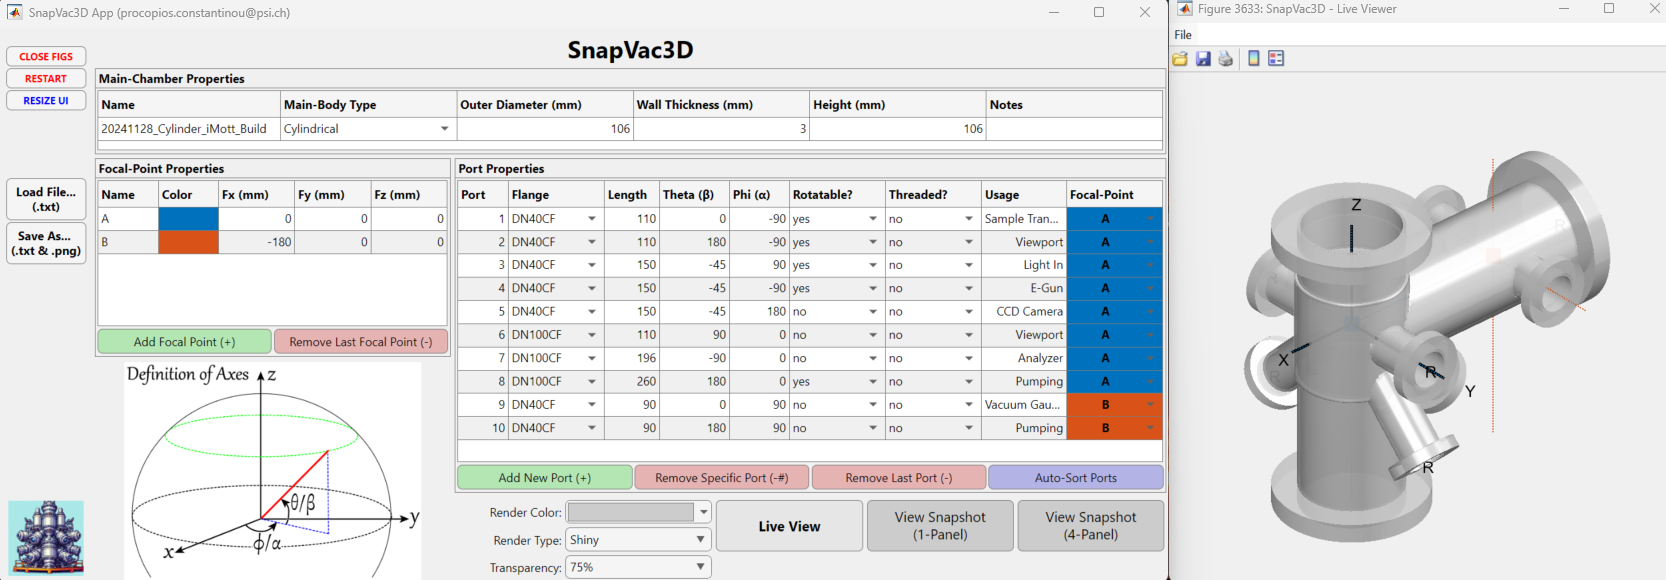 SnapVac3D App (procopios.constantinou@psi.ch)
CLOSE FIGS
RESTART
RESIZE UI
Load File...
(.txt)
Save As...
(.txt & .png)
SnapVac3D
Main-Chamber Properties
Name Main-Body Type Outer Diameter (mm) Wall Thickness (mm) Height (mm) Notes
20241128_Cylinder_iMott_Build Cylindrical 106 3 106
Focal-Point Properties
Name Color Fx (mm) Fy (mm) Fz (mm)
A 0 0 0
B -180 0 0
Add Focal Point (+) Remove Last Focal Point (-)
Definition of Axes
z
θ/β
y
x
ϕ/α
Port Properties
Port Flange Length Theta (β) Phi (α) Rotatable? Threaded? Usage Focal-Point
1 DN40CF 110 0 -90 yes no Sample Tran... A
2 DN40CF 110 180 -90 yes no Viewport A
3 DN40CF 150 -45 90 yes no Light In A
4 DN40CF 150 -45 -90 yes no E-Gun A
5 DN40CF 150 -45 180 no no CCD Camera A
6 DN100CF 110 90 0 no no Viewport A
7 DN100CF 196 -90 0 no no Analyzer A
8 DN100CF 260 180 0 yes no Pumping A
9 DN40CF 90 0 90 no no Vacuum Gau... B
10 DN40CF 90 180 90 no no Pumping B
Add New Port (+) Remove Specific Port (-#) Remove Last Port (-) Auto-Sort Ports
Render Color:
Render Type: Shiny
Transparency: 75%
Live View
View Snapshot
(1-Panel)
View Snapshot
(4-Panel)
Figure 3633: SnapVac3D - Live Viewer
File
Z
R
R
X
R
R
Y
R